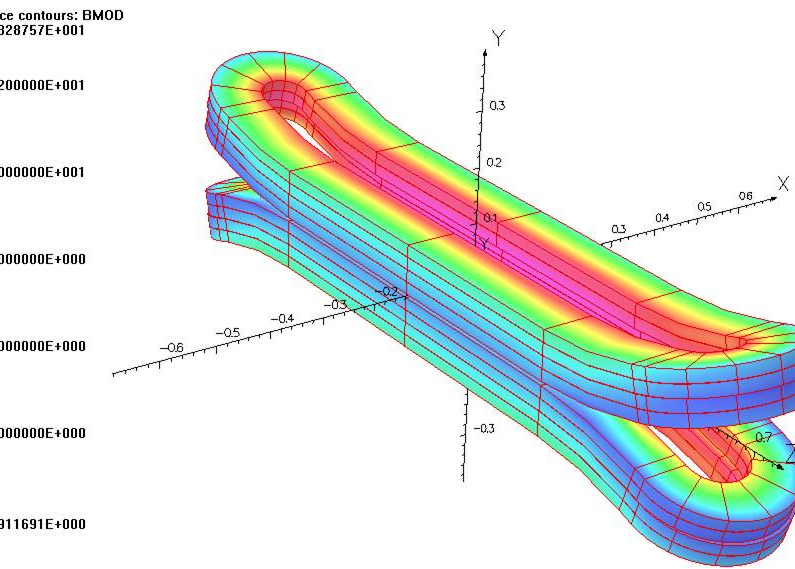 ce contours: BMOD
328757E+001
200000E+001
000000E+001
000000E+000
000000E+000
000000E+000
911691E+000
Y
0.3
0.2
0.1
Y
X
0.3
0.4
0.5
0.6
-0.2
-0.3
-0.4
-0.5
-0.6
-0.3
0.7
Z